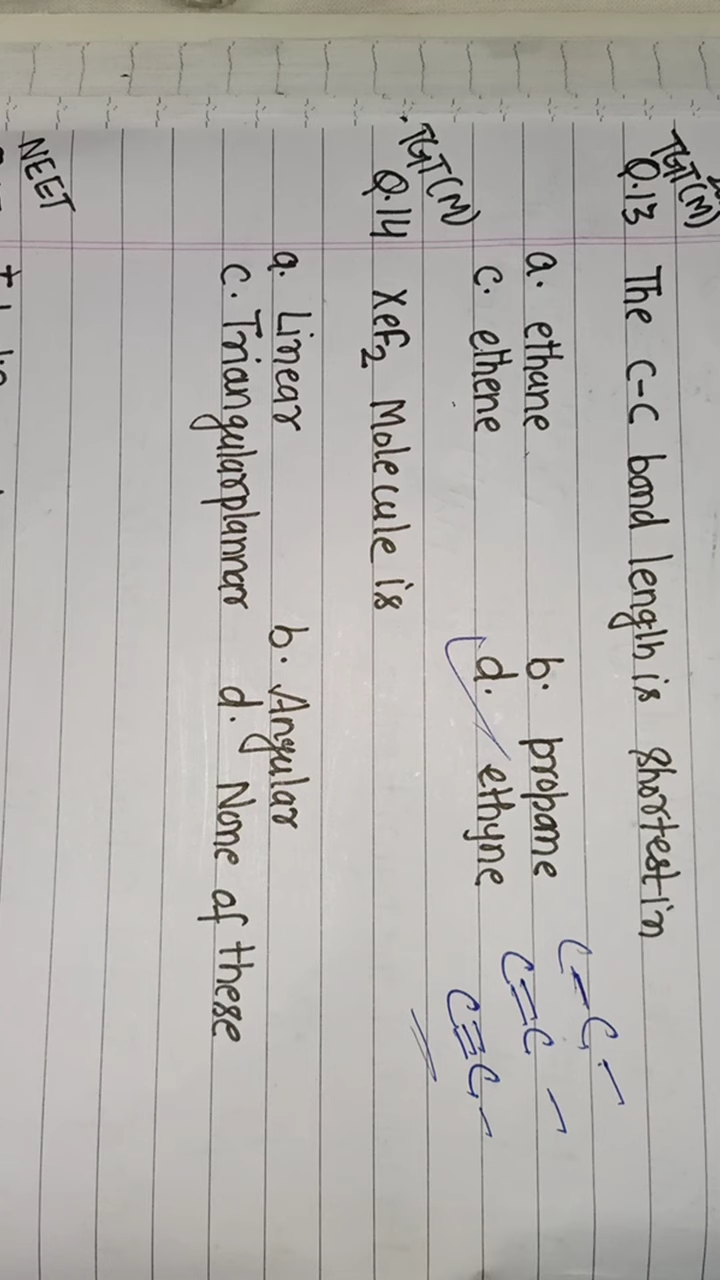 TGT(M)
Q.13 The C-C bond length is shortest in
a. ethane b. propane
c. ethene d. ethyne
C-C-
C=C -
C≡C-
TGT(M)
Q.14 XeF₂ Molecule is
a. Linear b. Angular
c. Triangularplannar d. None of these
NEET